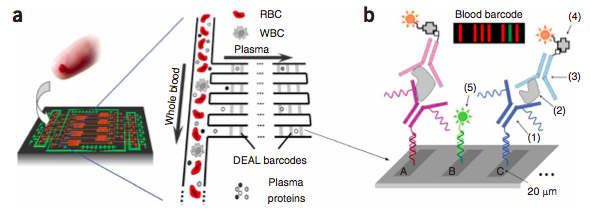 a
RBC
WBC
Plasma
Whole blood
DEAL barcodes
Plasma
proteins
b
Blood barcode
(4)
(3)
(5)
(2)
(1)
A
B
C
...
20 μm